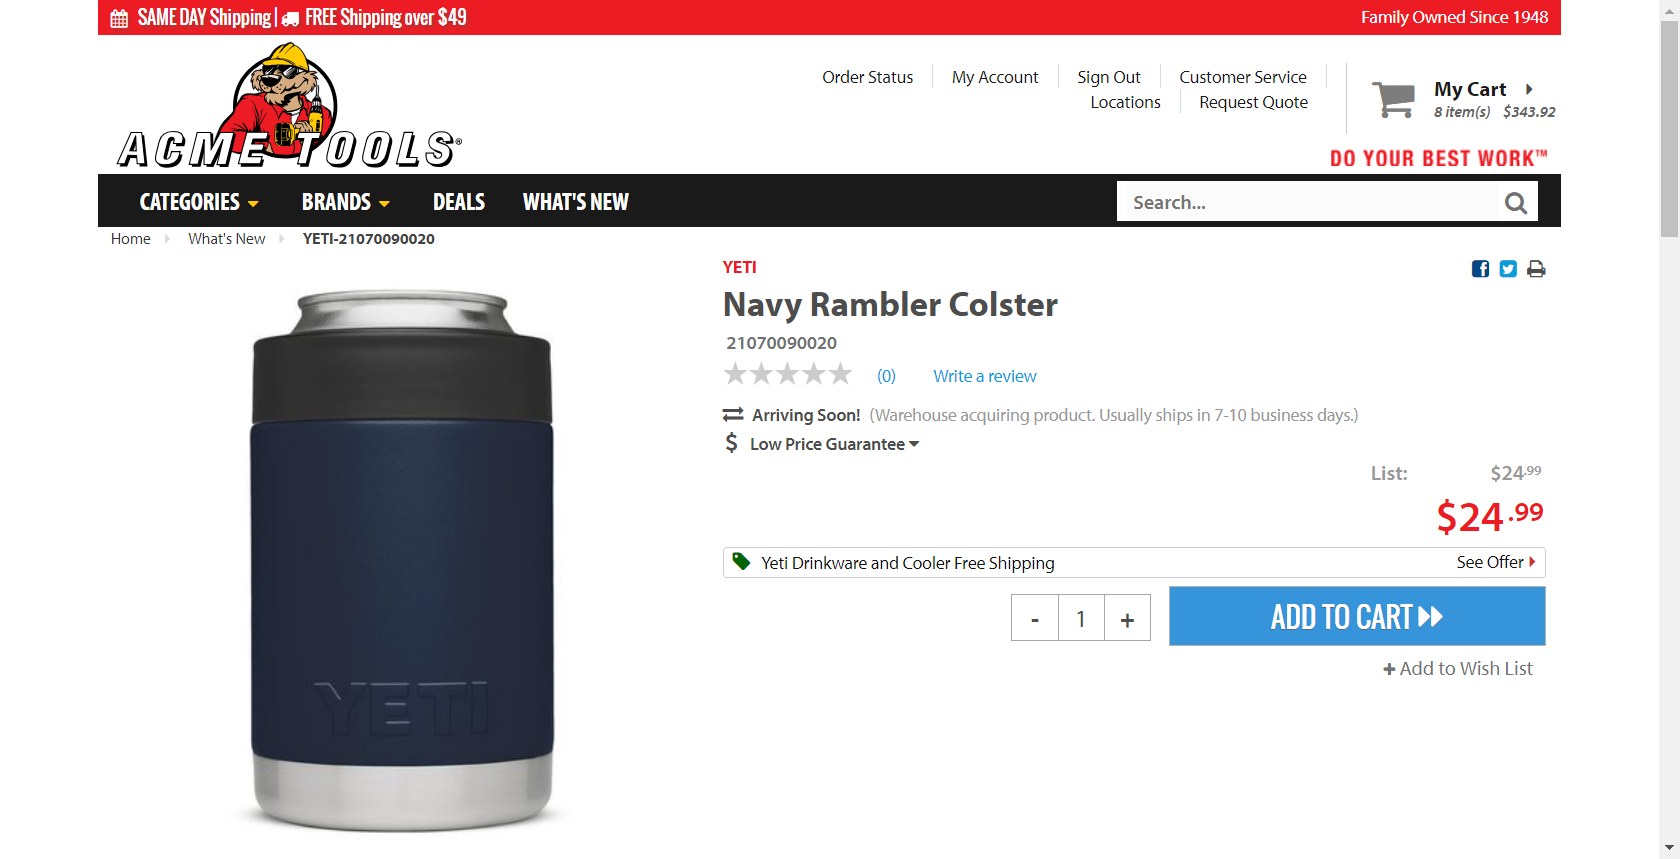 SAME DAY Shipping | FREE Shipping over $49
Family Owned Since 1948
ACME TOOLS®
Order Status
My Account
Sign Out
Customer Service
Locations
Request Quote
My Cart
8 item(s) $343.92
DO YOUR BEST WORK™
CATEGORIES
BRANDS
DEALS
WHAT'S NEW
Search...
Home
What's New
YETI-21070090020
YETI
Navy Rambler Colster
21070090020
(0)
Write a review
Arriving Soon! (Warehouse acquiring product. Usually ships in 7-10 business days.)
$ Low Price Guarantee
List: $24.99
$24.99
Yeti Drinkware and Cooler Free Shipping
See Offer
- 1 +
ADD TO CART
+ Add to Wish List
YETI